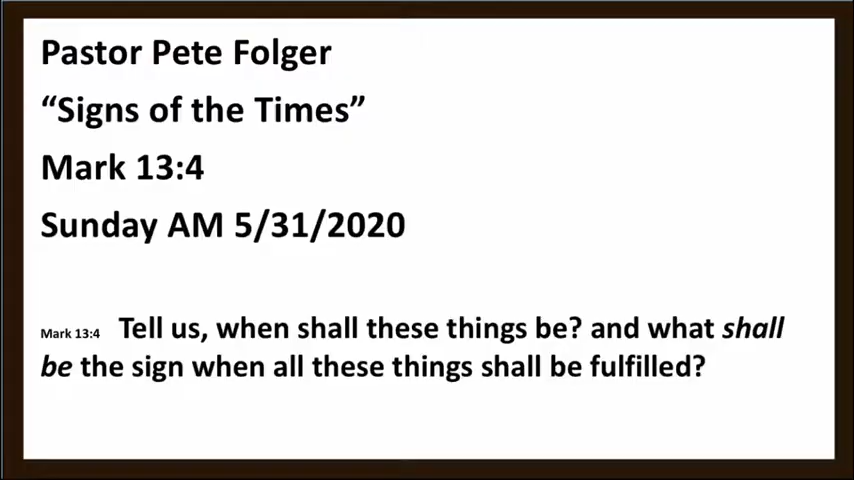 Pastor Pete Folger
“Signs of the Times”
Mark 13:4
Sunday AM 5/31/2020
Mark 13:4 Tell us, when shall these things be? and what shall
be the sign when all these things shall be fulfilled?